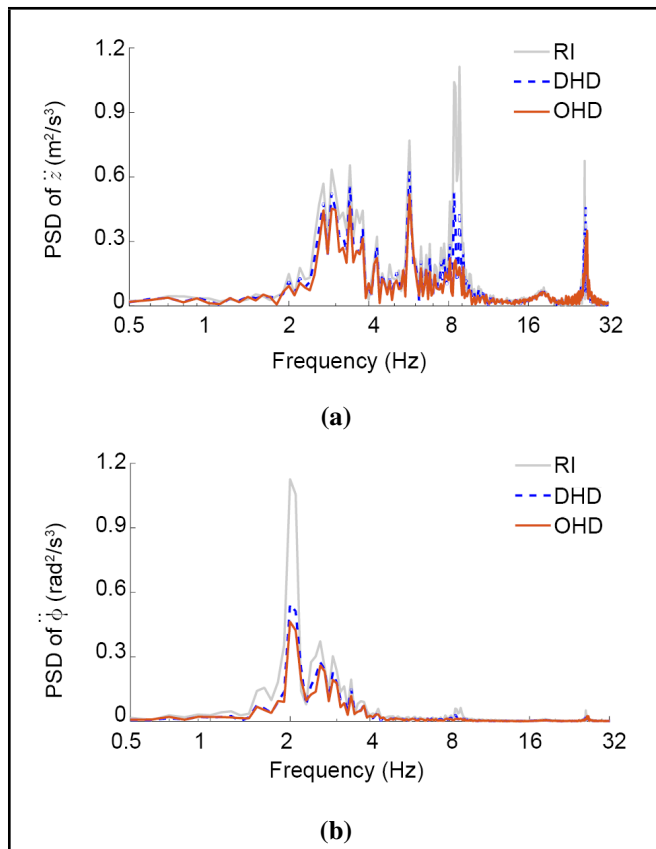 1.2
0.9
0.6
0.3
0
PSD of z̈ (m²/s³)
RI
DHD
OHD
0.5 1 2 4 8 16 32
Frequency (Hz)
(a)
1.2
0.9
0.6
0.3
0
PSD of ϕ̈ (rad²/s³)
RI
DHD
OHD
0.5 1 2 4 8 16 32
Frequency (Hz)
(b)